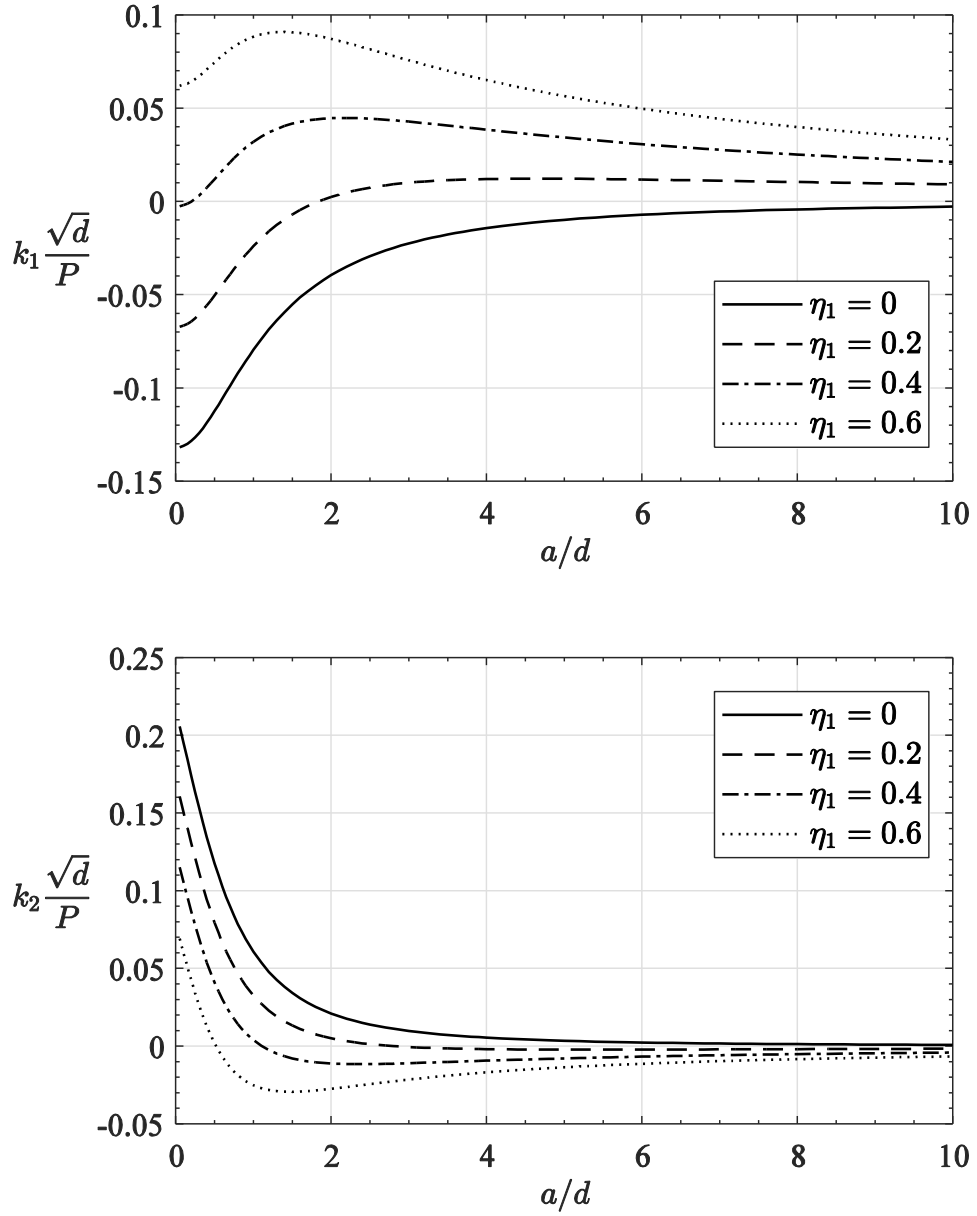 0.1
0.05
0
-0.05
-0.1
-0.15
k₁ √d/P
η₁ = 0
η₁ = 0.2
η₁ = 0.4
η₁ = 0.6
0 2 4 6 8 10
a/d
0.25
0.2
0.15
0.1
0.05
0
-0.05
k₂ √d/P
η₁ = 0
η₁ = 0.2
η₁ = 0.4
η₁ = 0.6
0 2 4 6 8 10
a/d